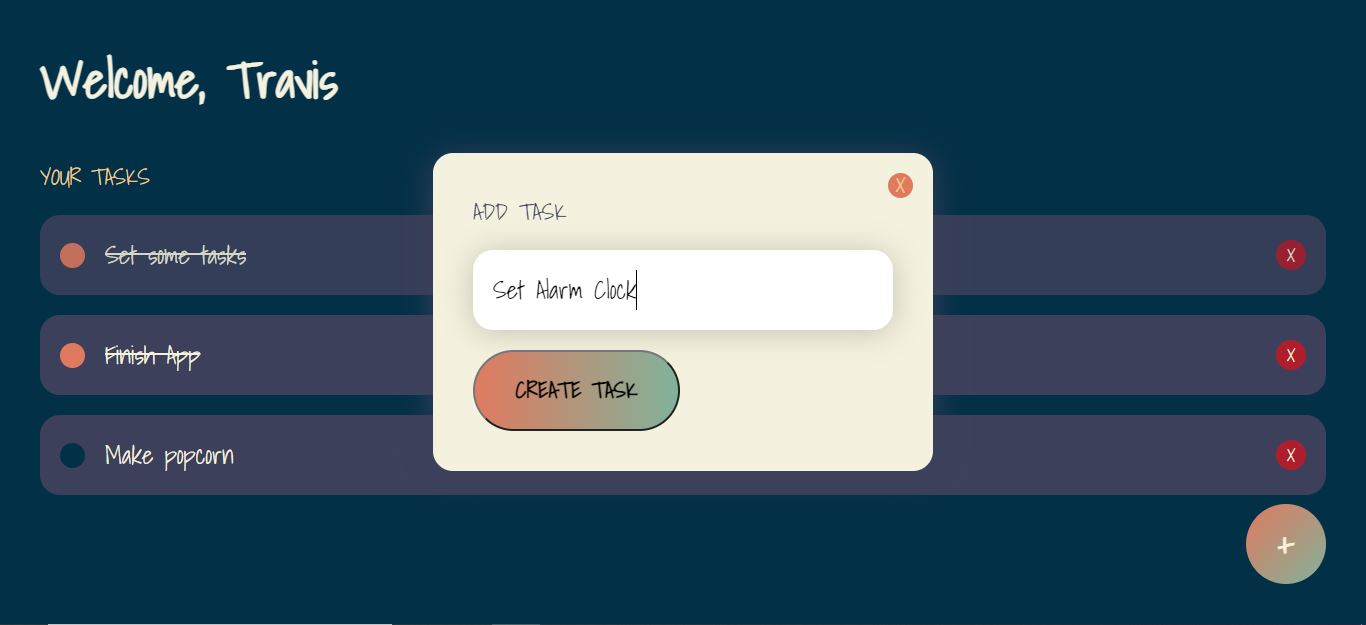 Welcome, Travis
YOUR TASKS
Set some tasks X
Finish App X
Make popcorn X
X
ADD TASK
Set Alarm Clock
CREATE TASK
+